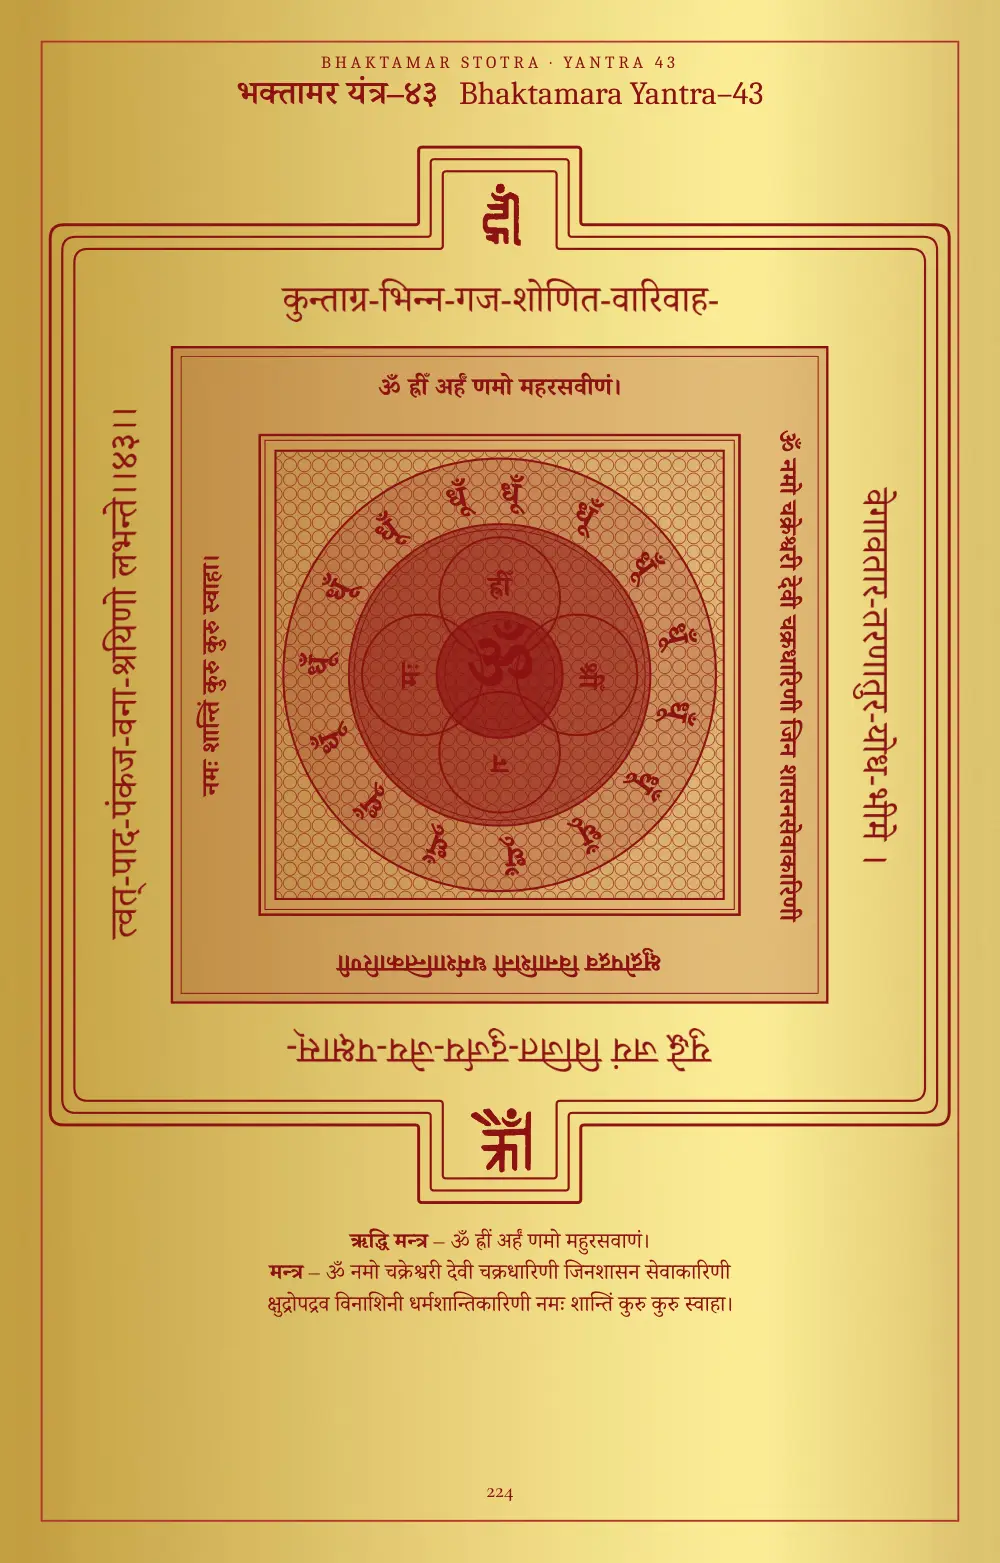 BHAKTAMAR STOTRA · YANTRA 43
भक्तामर यंत्र–४३ Bhaktamara Yantra–43
कुन्ताग्र-भिन्न-गज-शोणित-वारिवाह-
वेगावतार-तरणातुर-योध-भीमे ।
युद्धे जयं विजित-दुर्जय-जेय-पक्षास्-
त्वत्-पाद-पंकज-वना-श्रयिणो लभन्ते।।४३।।
ॐ ह्रीँ अर्हं णमो महरसवीणं।
ॐ नमो चक्रेश्वरी देवी चक्रधारिणी जिन शासनसेवाकारिणी
क्षुद्रोपद्रव विनाशिनी धर्मशान्तिकारिणी
नमः शान्तिं कुरु कुरु स्वाहा।
ॐ
श्रीं
न
मः
ऋद्धि मन्त्र – ॐ ह्रीं अर्हं णमो महुरसवाणं।
मन्त्र – ॐ नमो चक्रेश्वरी देवी चक्रधारिणी जिनशासन सेवाकारिणी
क्षुद्रोपद्रव विनाशिनी धर्मशान्तिकारिणी नमः शान्तिं कुरु कुरु स्वाहा।
224